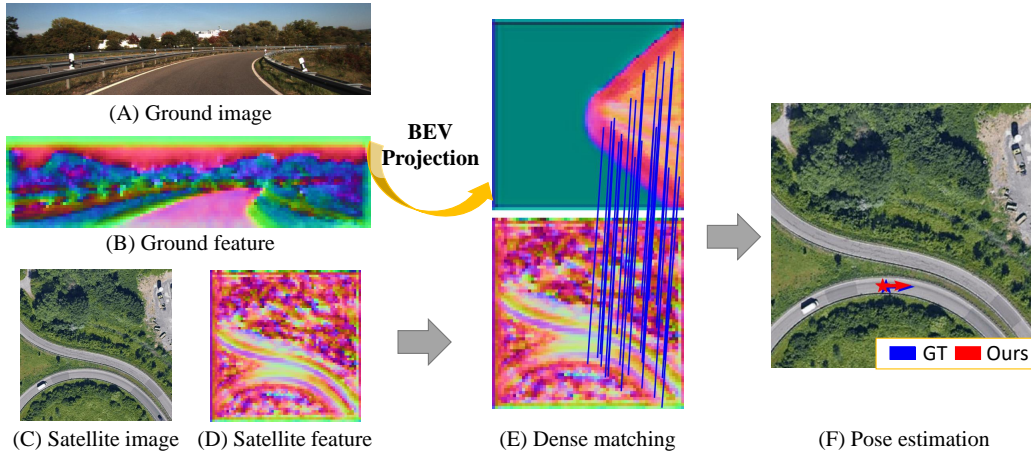 (A) Ground image
BEV
Projection
(B) Ground feature
(C) Satellite image
(D) Satellite feature
(E) Dense matching
GT
Ours
(F) Pose estimation